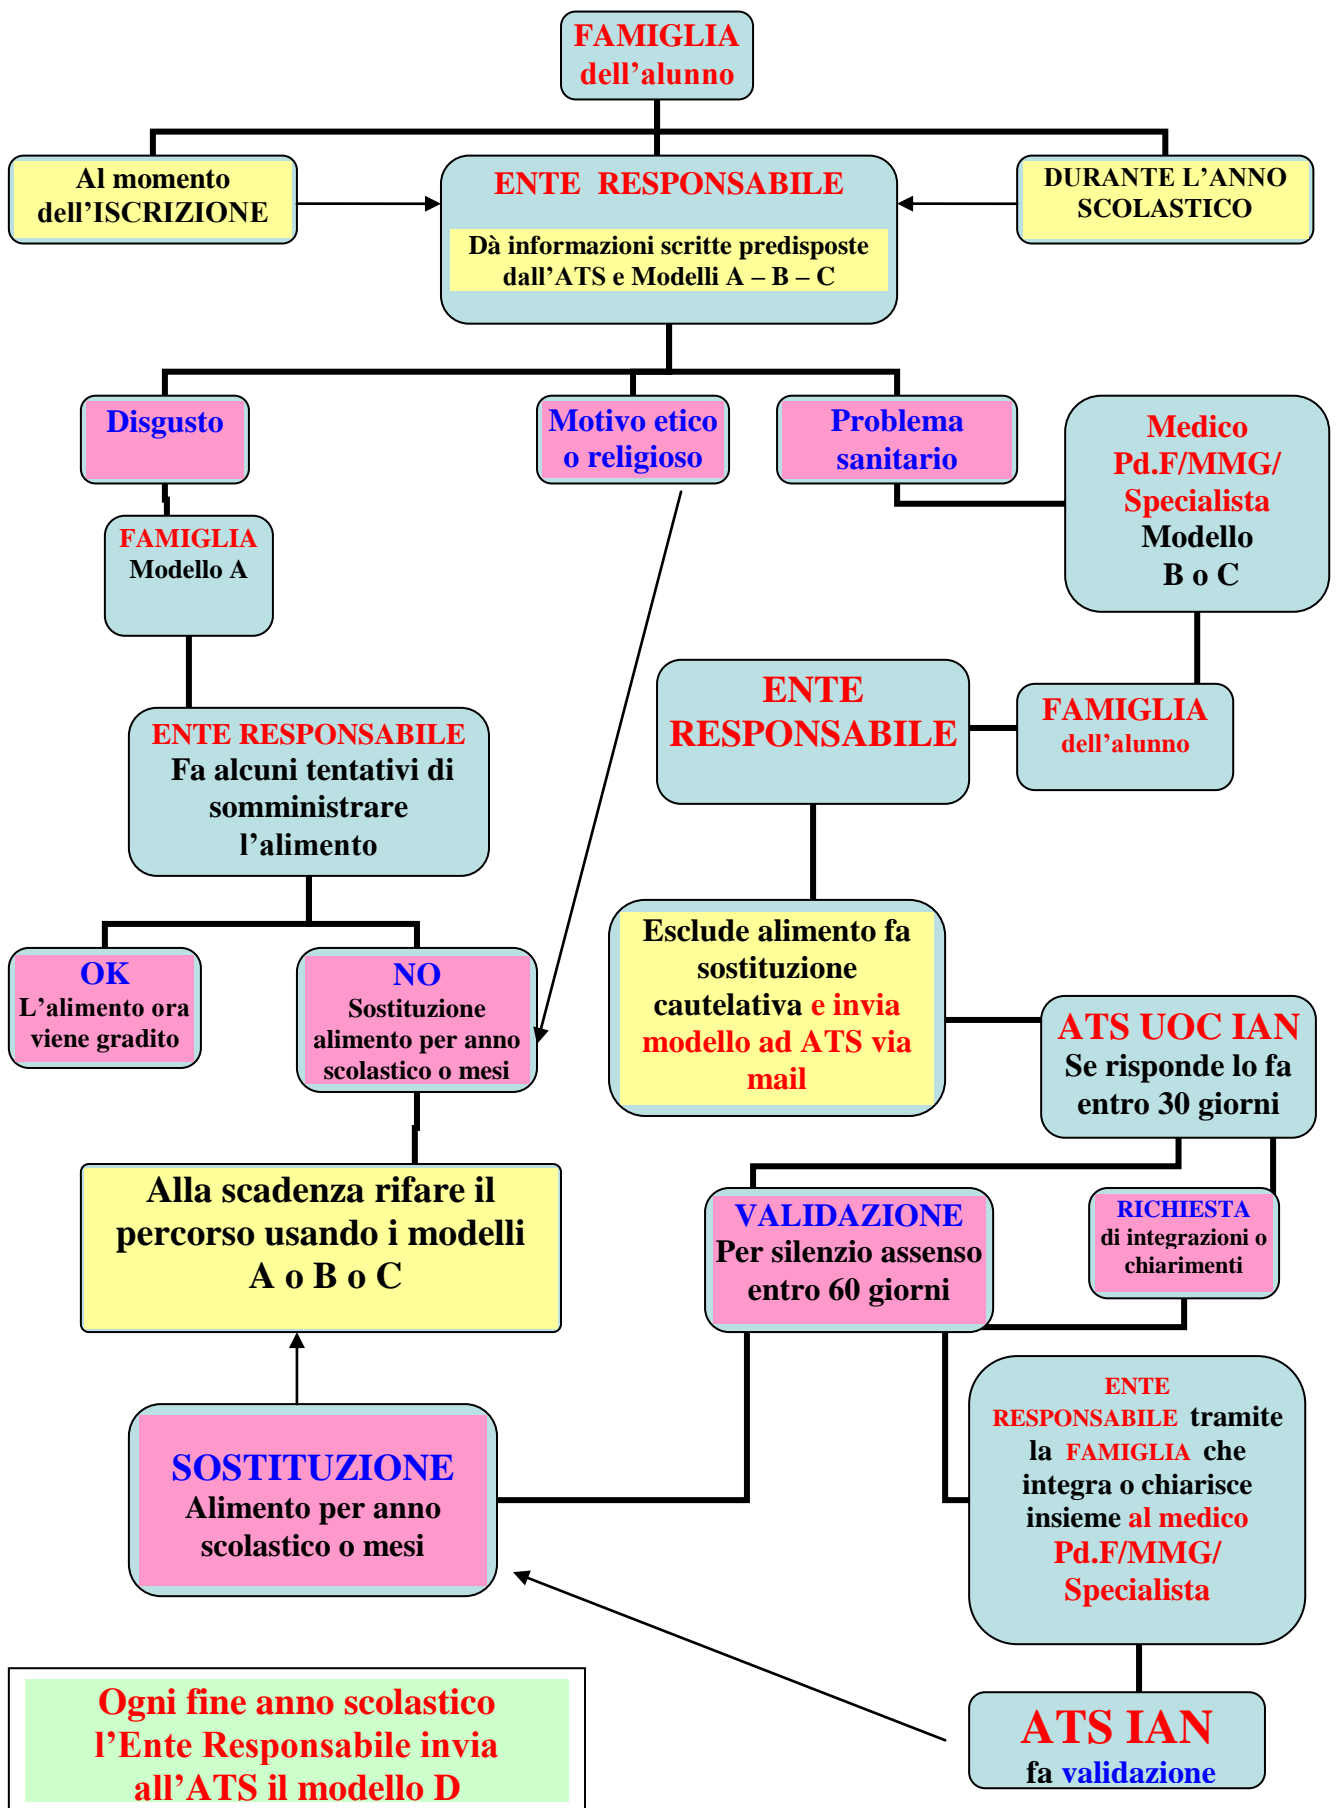 FAMIGLIA
dell’alunno
Al momento
dell’ISCRIZIONE
ENTE RESPONSABILE
Dà informazioni scritte predisposte
dall’ATS e Modelli A – B – C
DURANTE L’ANNO
SCOLASTICO
Disgusto
Motivo etico
o religioso
Problema
sanitario
Medico
Pd.F/MMG/
Specialista
Modello
B o C
FAMIGLIA
Modello A
ENTE
RESPONSABILE
FAMIGLIA
dell’alunno
ENTE RESPONSABILE
Fa alcuni tentativi di
somministrare
l’alimento
OK
L’alimento ora
viene gradito
NO
Sostituzione
alimento per anno
scolastico o mesi
Esclude alimento fa
sostituzione
cautelativa e invia
modello ad ATS via
mail
ATS UOC IAN
Se risponde lo fa
entro 30 giorni
Alla scadenza rifare il
percorso usando i modelli
A o B o C
VALIDAZIONE
Per silenzio assenso
entro 60 giorni
RICHIESTA
di integrazioni o
chiarimenti
SOSTITUZIONE
Alimento per anno
scolastico o mesi
ENTE
RESPONSABILE tramite
la FAMIGLIA che
integra o chiarisce
insieme al medico
Pd.F/MMG/
Specialista
Ogni fine anno scolastico
l’Ente Responsabile invia
all’ATS il modello D
ATS IAN
fa validazione